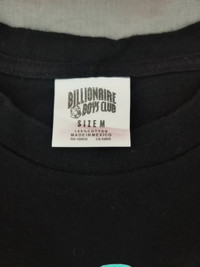 BILLIONAIRE
BOYS CLUB
SIZE M
100% COTTON
MADE IN MEXICO